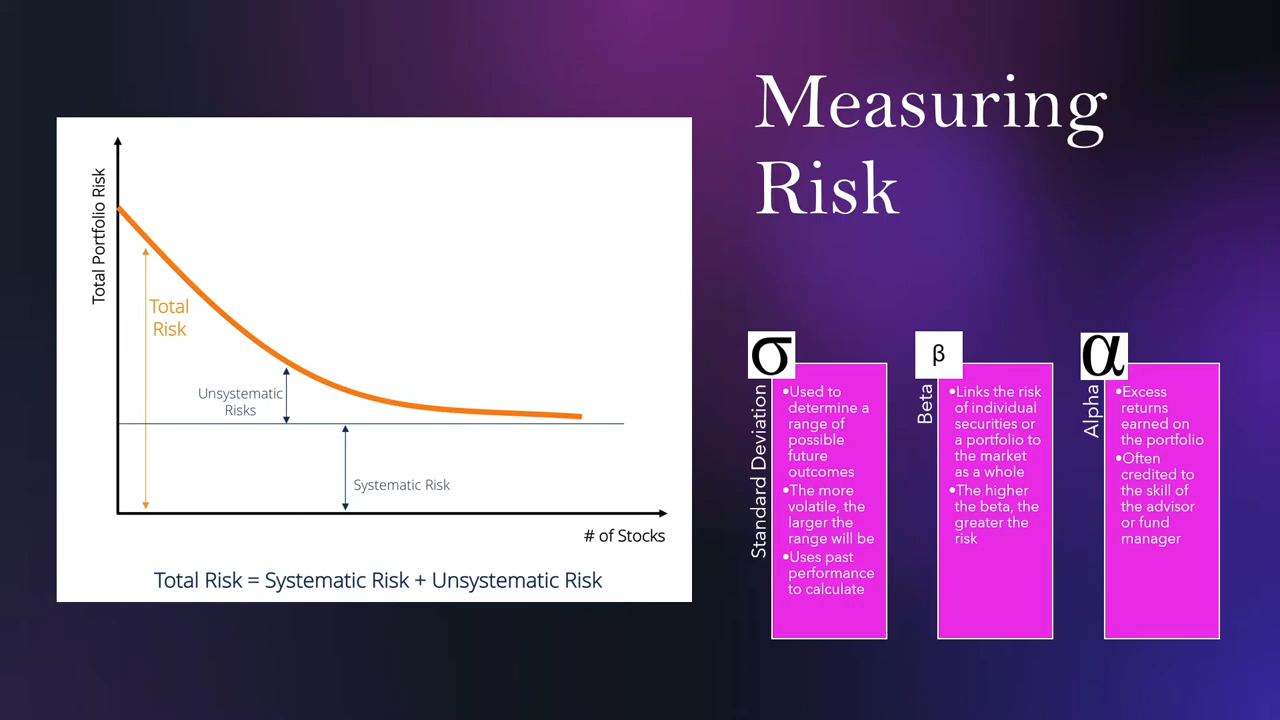 Measuring
Risk
Total Portfolio Risk
Total
Risk
Unsystematic
Risks
Systematic Risk
# of Stocks
Total Risk = Systematic Risk + Unsystematic Risk
σ
Standard Deviation
•Used to
determine a
range of
possible
future
outcomes
•The more
volatile, the
larger the
range will be
•Uses past
performance
to calculate
β
Beta
•Links the risk
of individual
securities or
a portfolio to
the market
as a whole
•The higher
the beta, the
greater the
risk
α
Alpha
•Excess
returns
earned on
the portfolio
•Often
credited to
the skill of
the advisor
or fund
manager